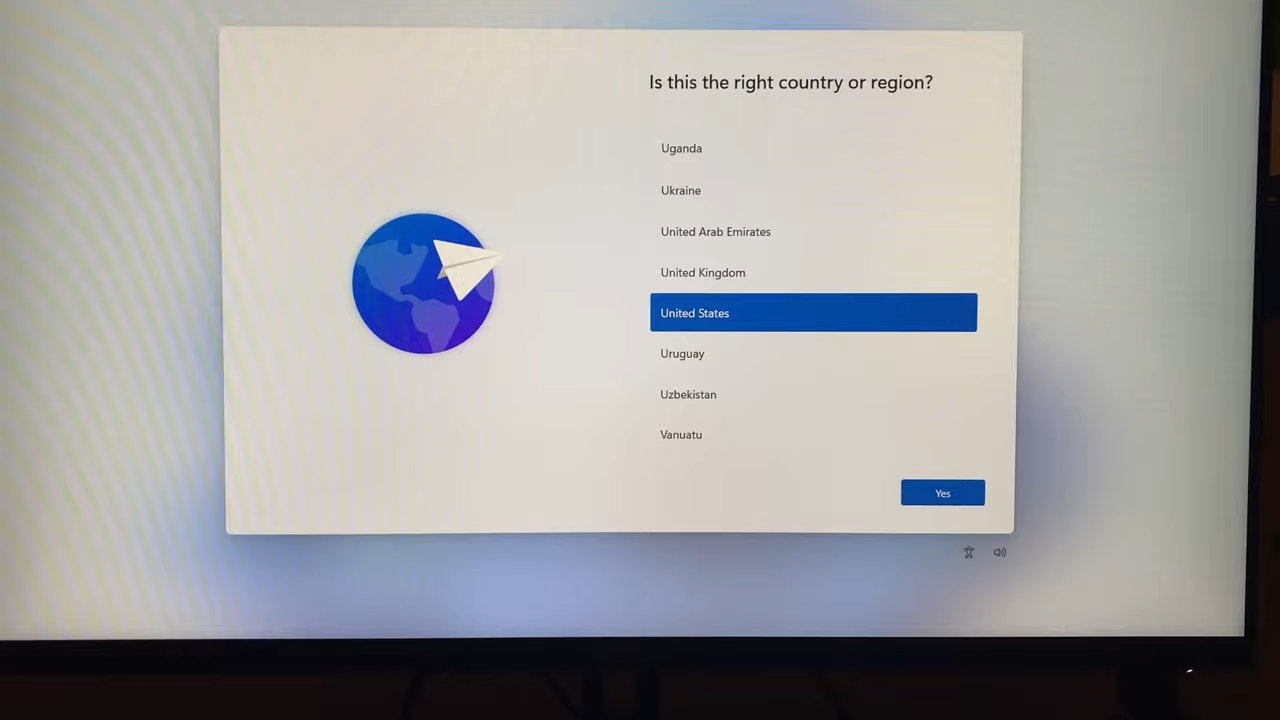 Is this the right country or region?
Uganda
Ukraine
United Arab Emirates
United Kingdom
United States
Uruguay
Uzbekistan
Vanuatu
Yes